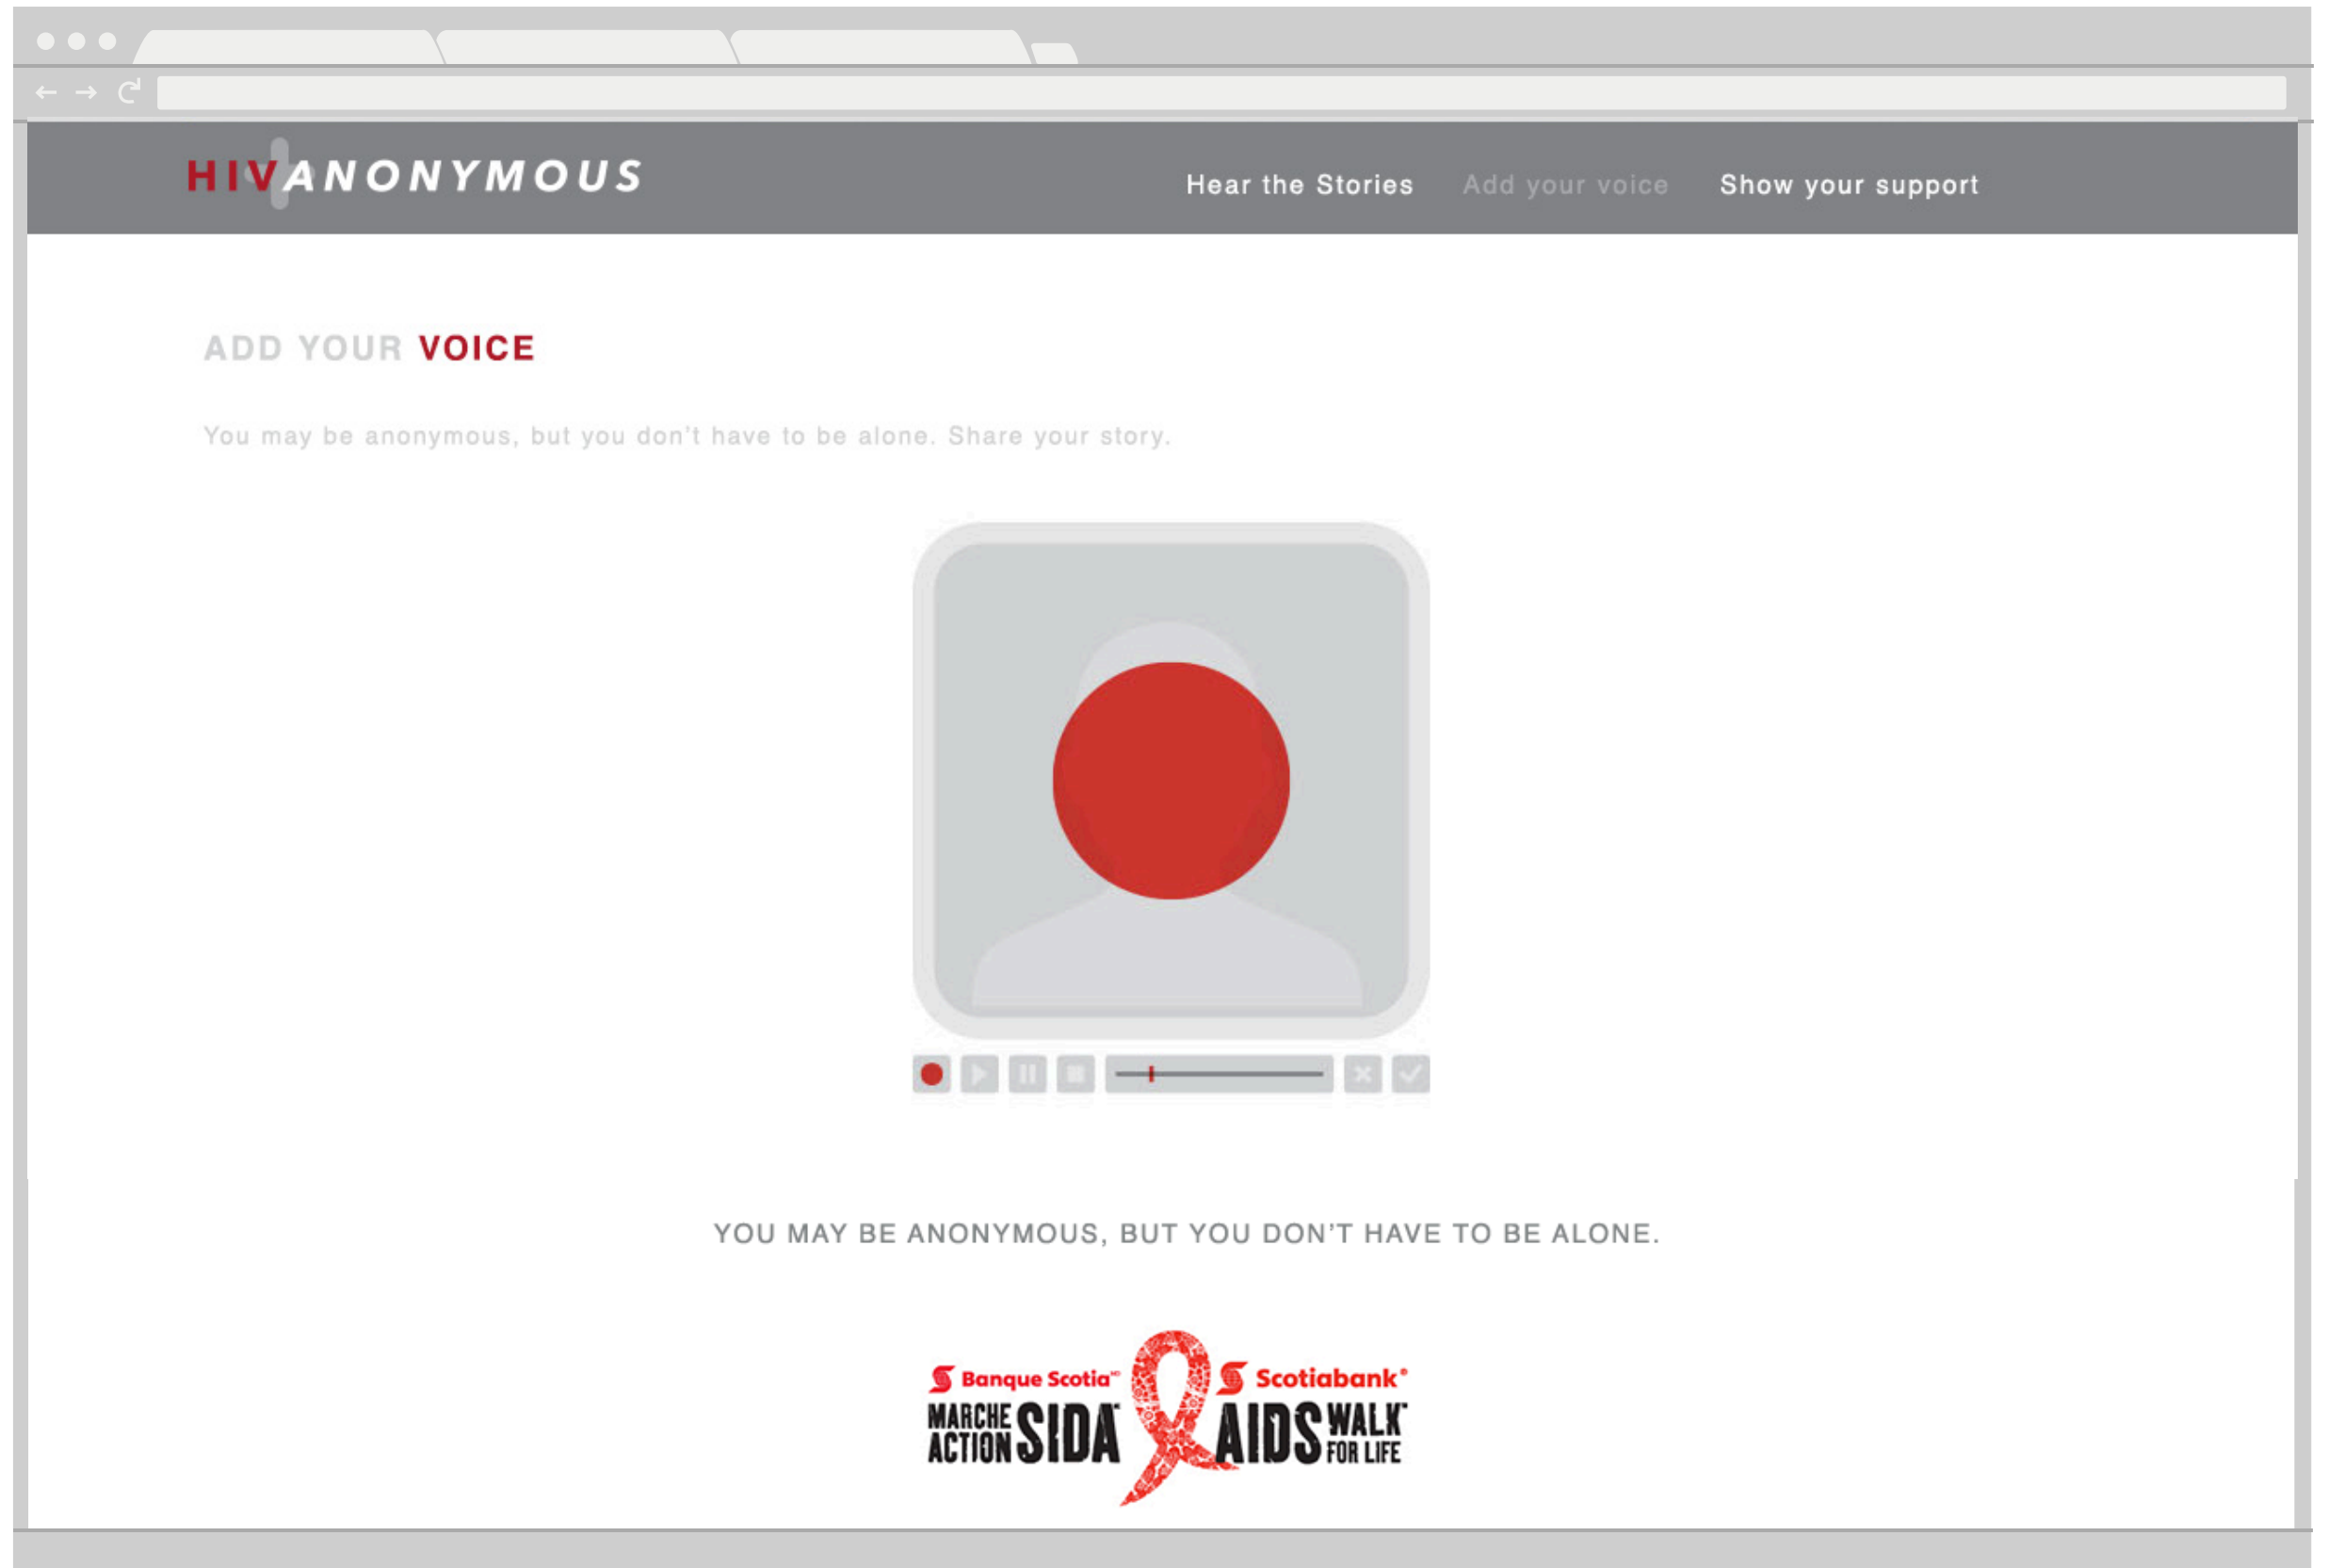 HIVANONYMOUS
Hear the Stories Add your voice Show your support
ADD YOUR VOICE
You may be anonymous, but you don't have to be alone. Share your story.
YOU MAY BE ANONYMOUS, BUT YOU DON'T HAVE TO BE ALONE.
Banque Scotia MD
MARCHE
ACTION SIDA
Scotiabank®
AIDS WALK
FOR LIFE